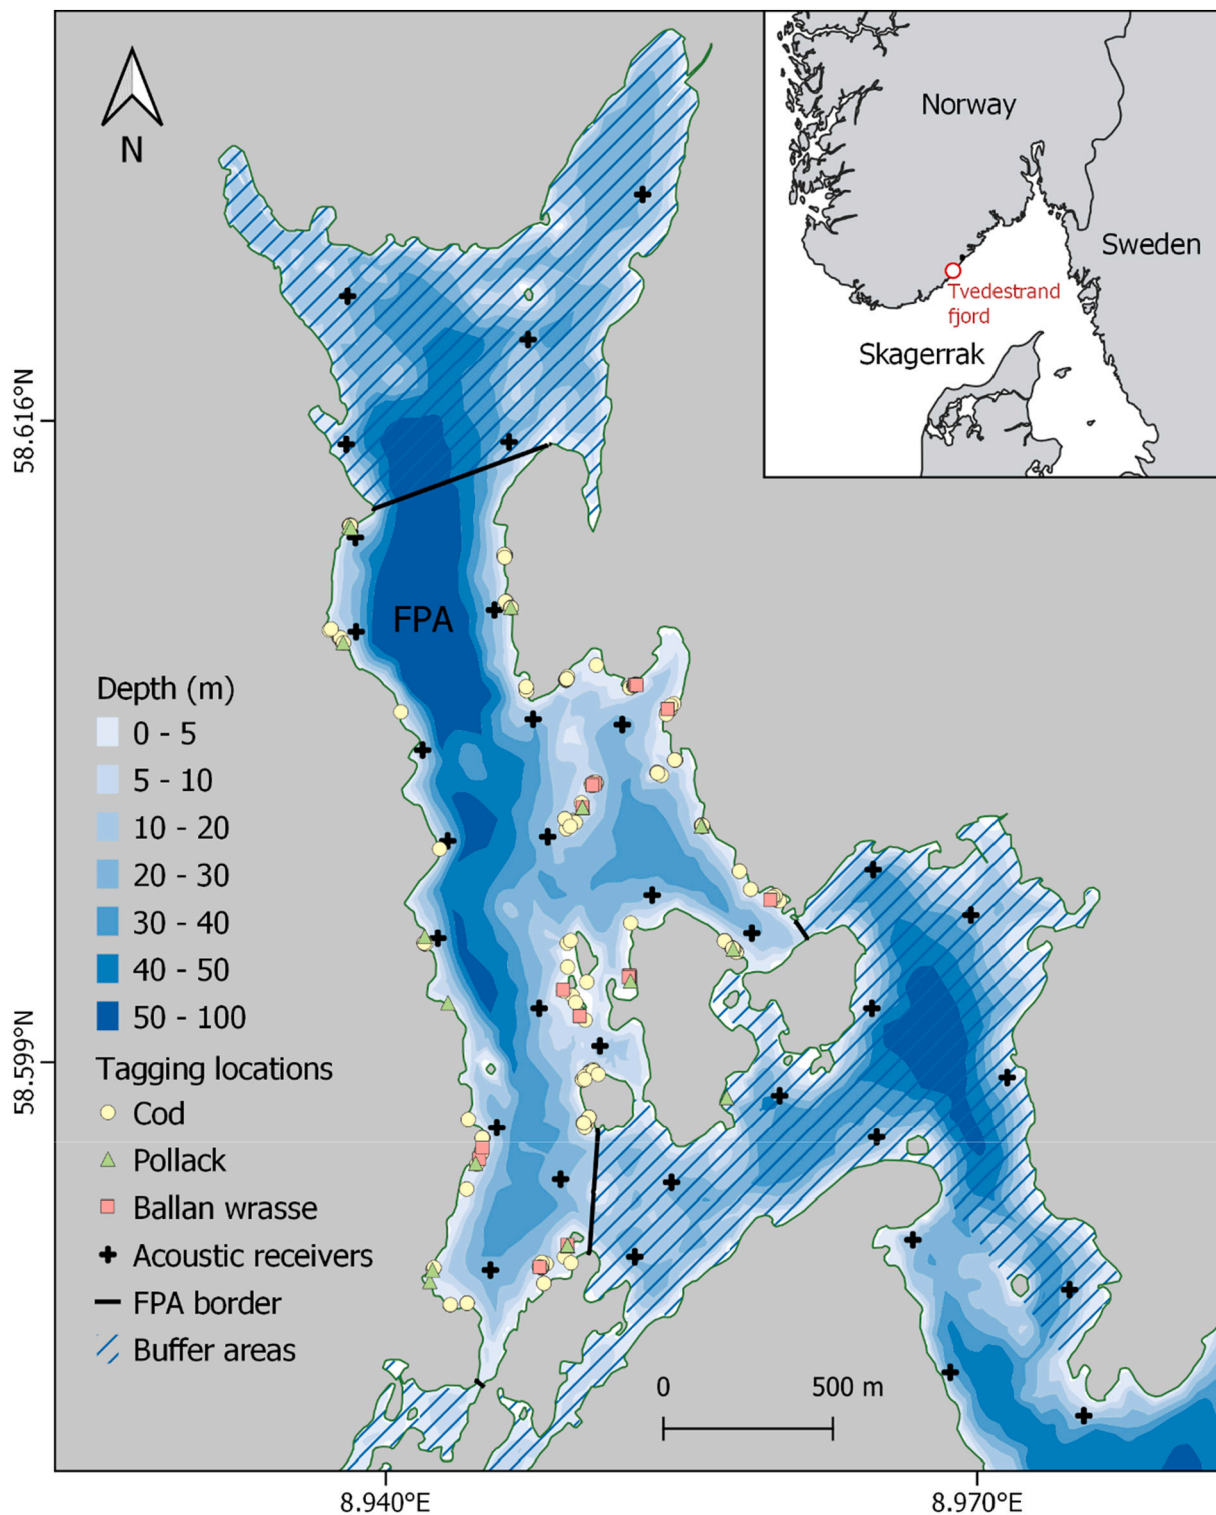 N
Norway
Sweden
Tvedestrand
fjord
Skagerrak
58.616°N
FPA
Depth (m)
0 - 5
5 - 10
10 - 20
20 - 30
30 - 40
40 - 50
50 - 100
58.599°N
Tagging locations
Cod
Pollack
Ballan wrasse
Acoustic receivers
FPA border
Buffer areas
0 500 m
8.940°E 8.970°E